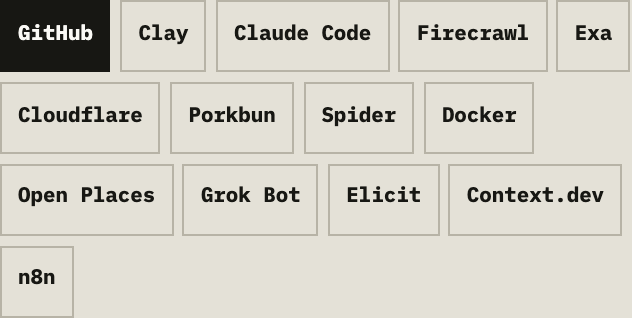 GitHub Clay Claude Code Firecrawl Exa
Cloudflare Porkbun Spider Docker
Open Places Grok Bot Elicit Context.dev
n8n